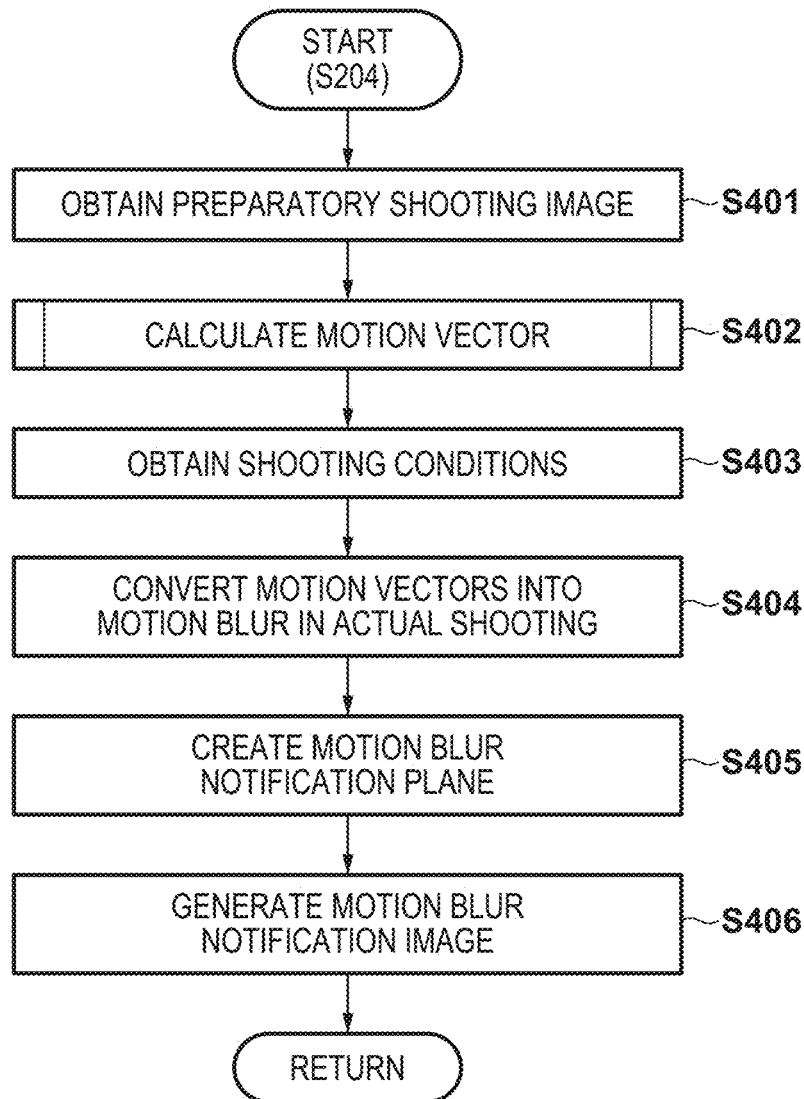 START
(S204)
OBTAIN PREPARATORY SHOOTING IMAGE
S401
CALCULATE MOTION VECTOR
S402
OBTAIN SHOOTING CONDITIONS
S403
CONVERT MOTION VECTORS INTO
MOTION BLUR IN ACTUAL SHOOTING
S404
CREATE MOTION BLUR
NOTIFICATION PLANE
S405
GENERATE MOTION BLUR
NOTIFICATION IMAGE
S406
RETURN